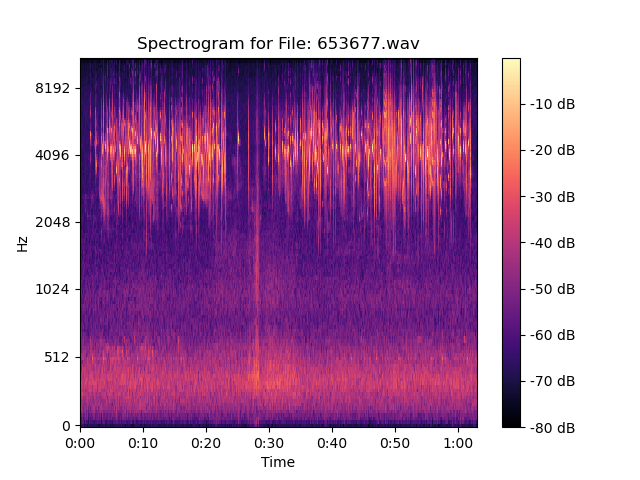 Spectrogram for File: 653677.wav
8192
4096
2048
1024
512
0
Hz
0:00 0:10 0:20 0:30 0:40 0:50 1:00
Time
-10 dB
-20 dB
-30 dB
-40 dB
-50 dB
-60 dB
-70 dB
-80 dB